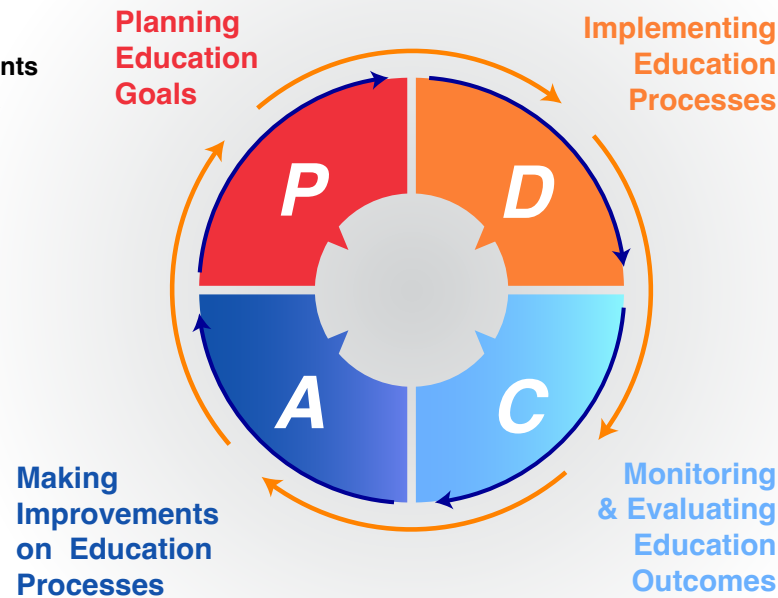 Planning
Education
Goals
Implementing
Education
Processes
nts
P
D
A
C
Making
Improvements
on Education
Processes
Monitoring
& Evaluating
Education
Outcomes